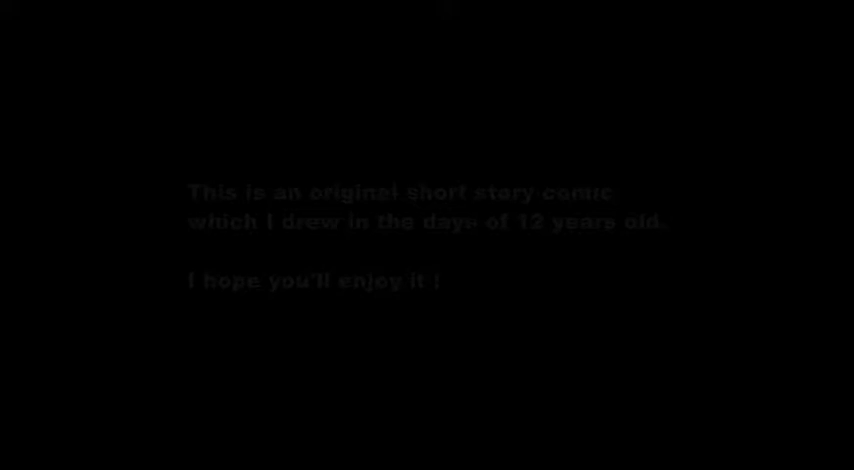 This is an original short story comic
which I drew in the days of 12 years old.
I hope you'll enjoy it !